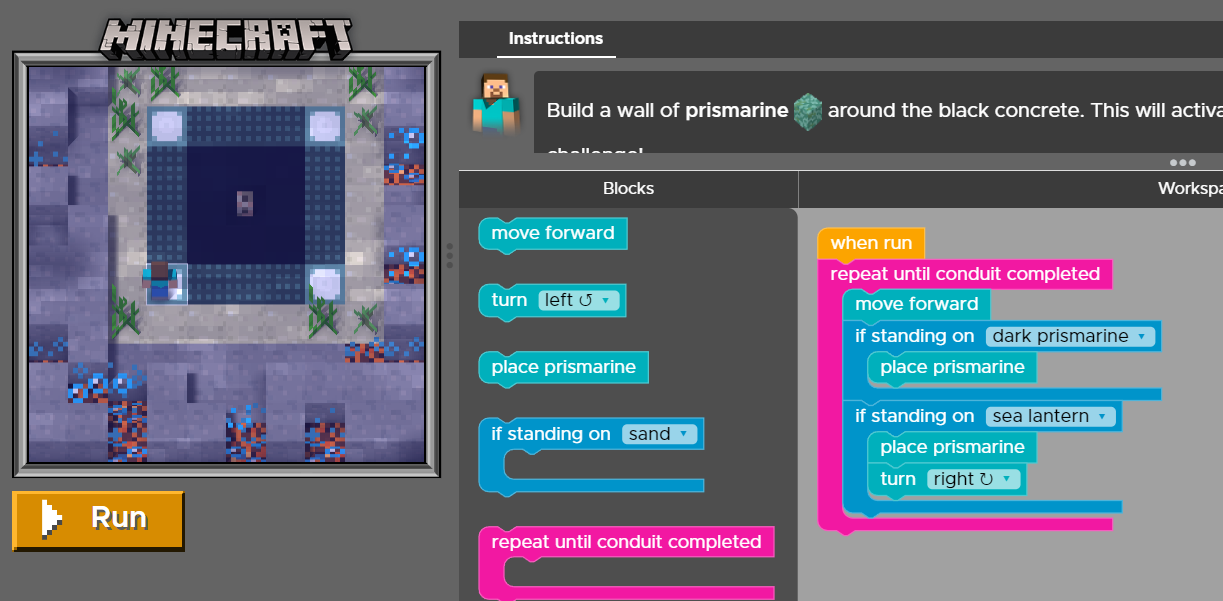 MINECRAFT
Instructions
Build a wall of prismarine around the black concrete. This will activa
challenge!
Blocks
Workspa
move forward
turn left ↺ ▼
place prismarine
if standing on sand ▼
repeat until conduit completed
when run
repeat until conduit completed
move forward
if standing on dark prismarine ▼
place prismarine
if standing on sea lantern ▼
place prismarine
turn right ↻ ▼
Run